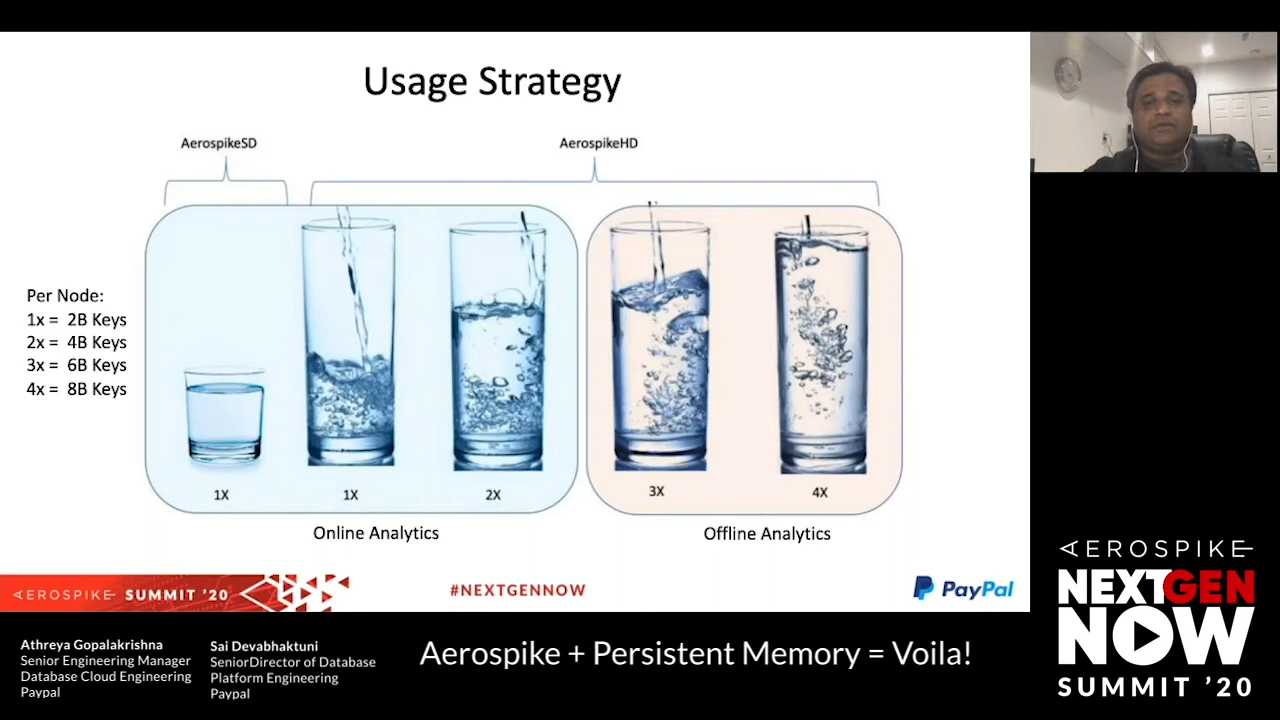 Usage Strategy
AerospikeSD
AerospikeHD
Per Node:
1x = 2B Keys
2x = 4B Keys
3x = 6B Keys
4x = 8B Keys
1X
1X
2X
3X
4X
Online Analytics
Offline Analytics
AEROSPIKE SUMMIT '20
#NEXTGENNOW
PayPal
Athreya Gopalakrishna
Senior Engineering Manager
Database Cloud Engineering
Paypal
Sai Devabhaktuni
SeniorDirector of Database
Platform Engineering
Paypal
Aerospike + Persistent Memory = Voila!
AEROSPIKE
NEXTGEN
NOW
SUMMIT '20